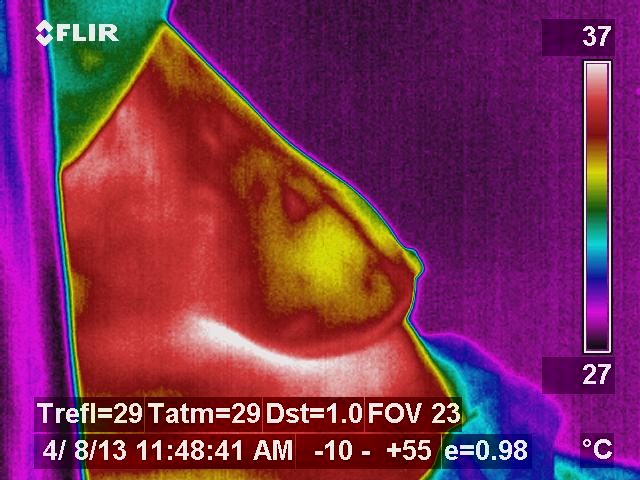 FLIR
37
27
°C
Trefl=29 Tatm=29 Dst=1.0 FOV 23
4/ 8/13 11:48:41 AM -10 - +55 e=0.98